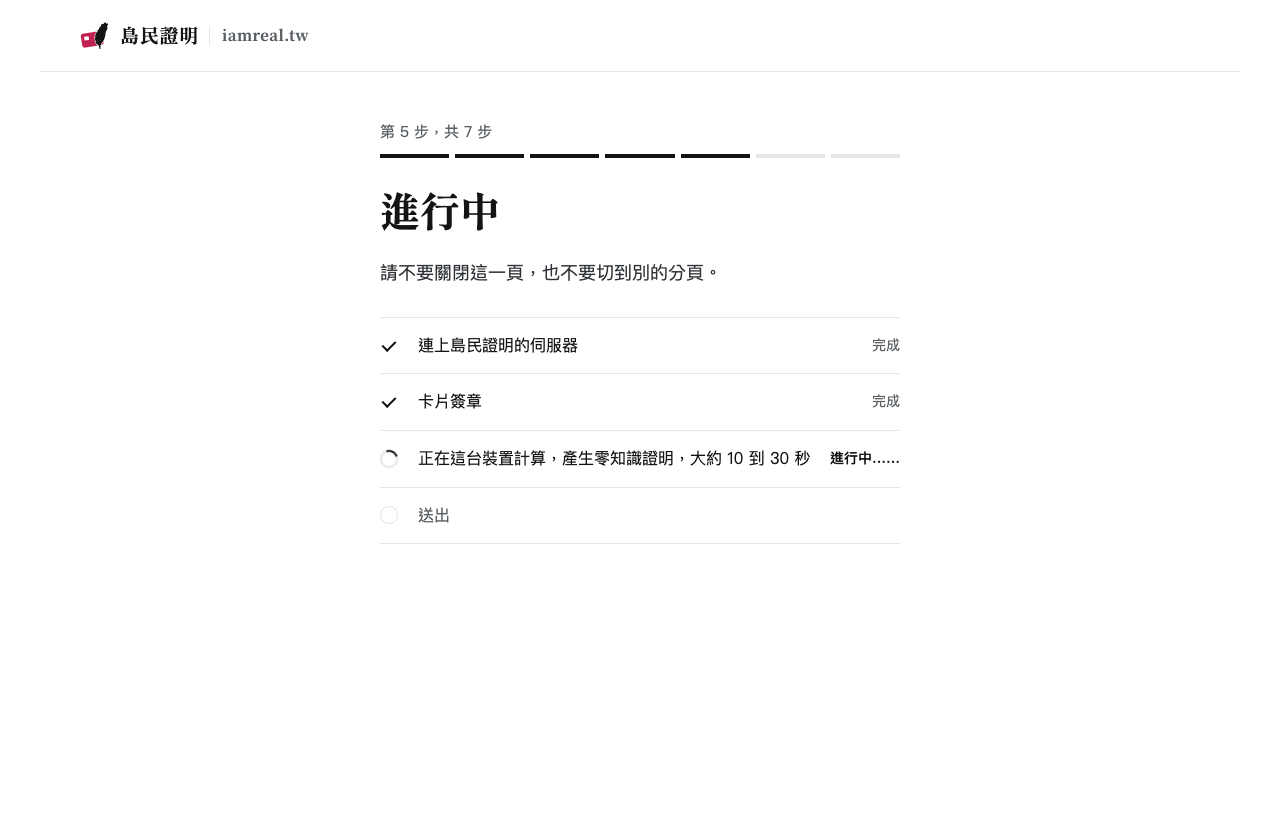 島民證明 iamreal.tw
第 5 步，共 7 步
進行中
請不要關閉這一頁，也不要切到別的分頁。
連上島民證明的伺服器 完成
卡片簽章 完成
正在這台裝置計算，產生零知識證明，大約 10 到 30 秒 進行中……
送出